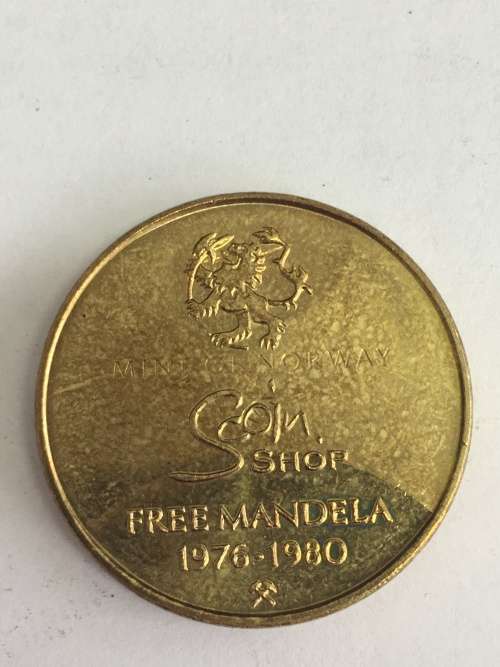 MINT OF NORWAY
Scoin
SHOP
FREE MANDELA
1976-1980